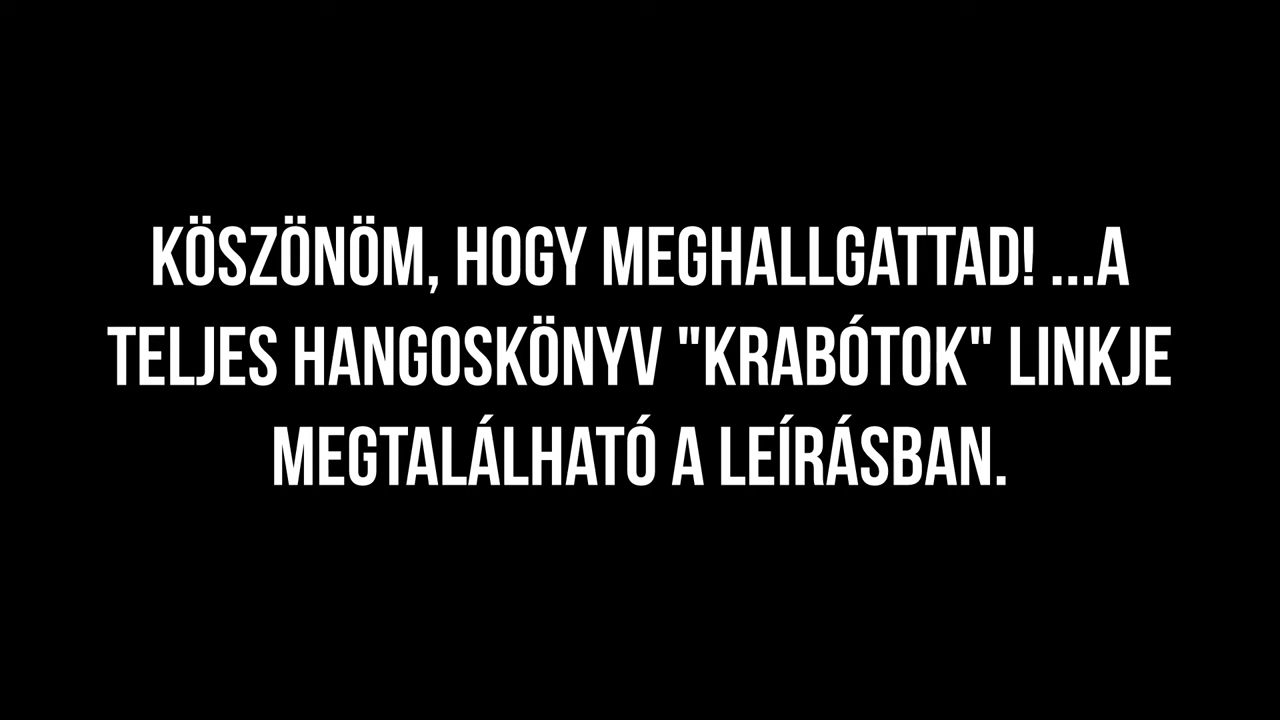 KÖSZÖNÖM, HOGY MEGHALLGATTAD! ...A
TELJES HANGOSKÖNYV "KRABÓTOK" LINKJE
MEGTALÁLHATÓ A LEÍRÁSBAN.